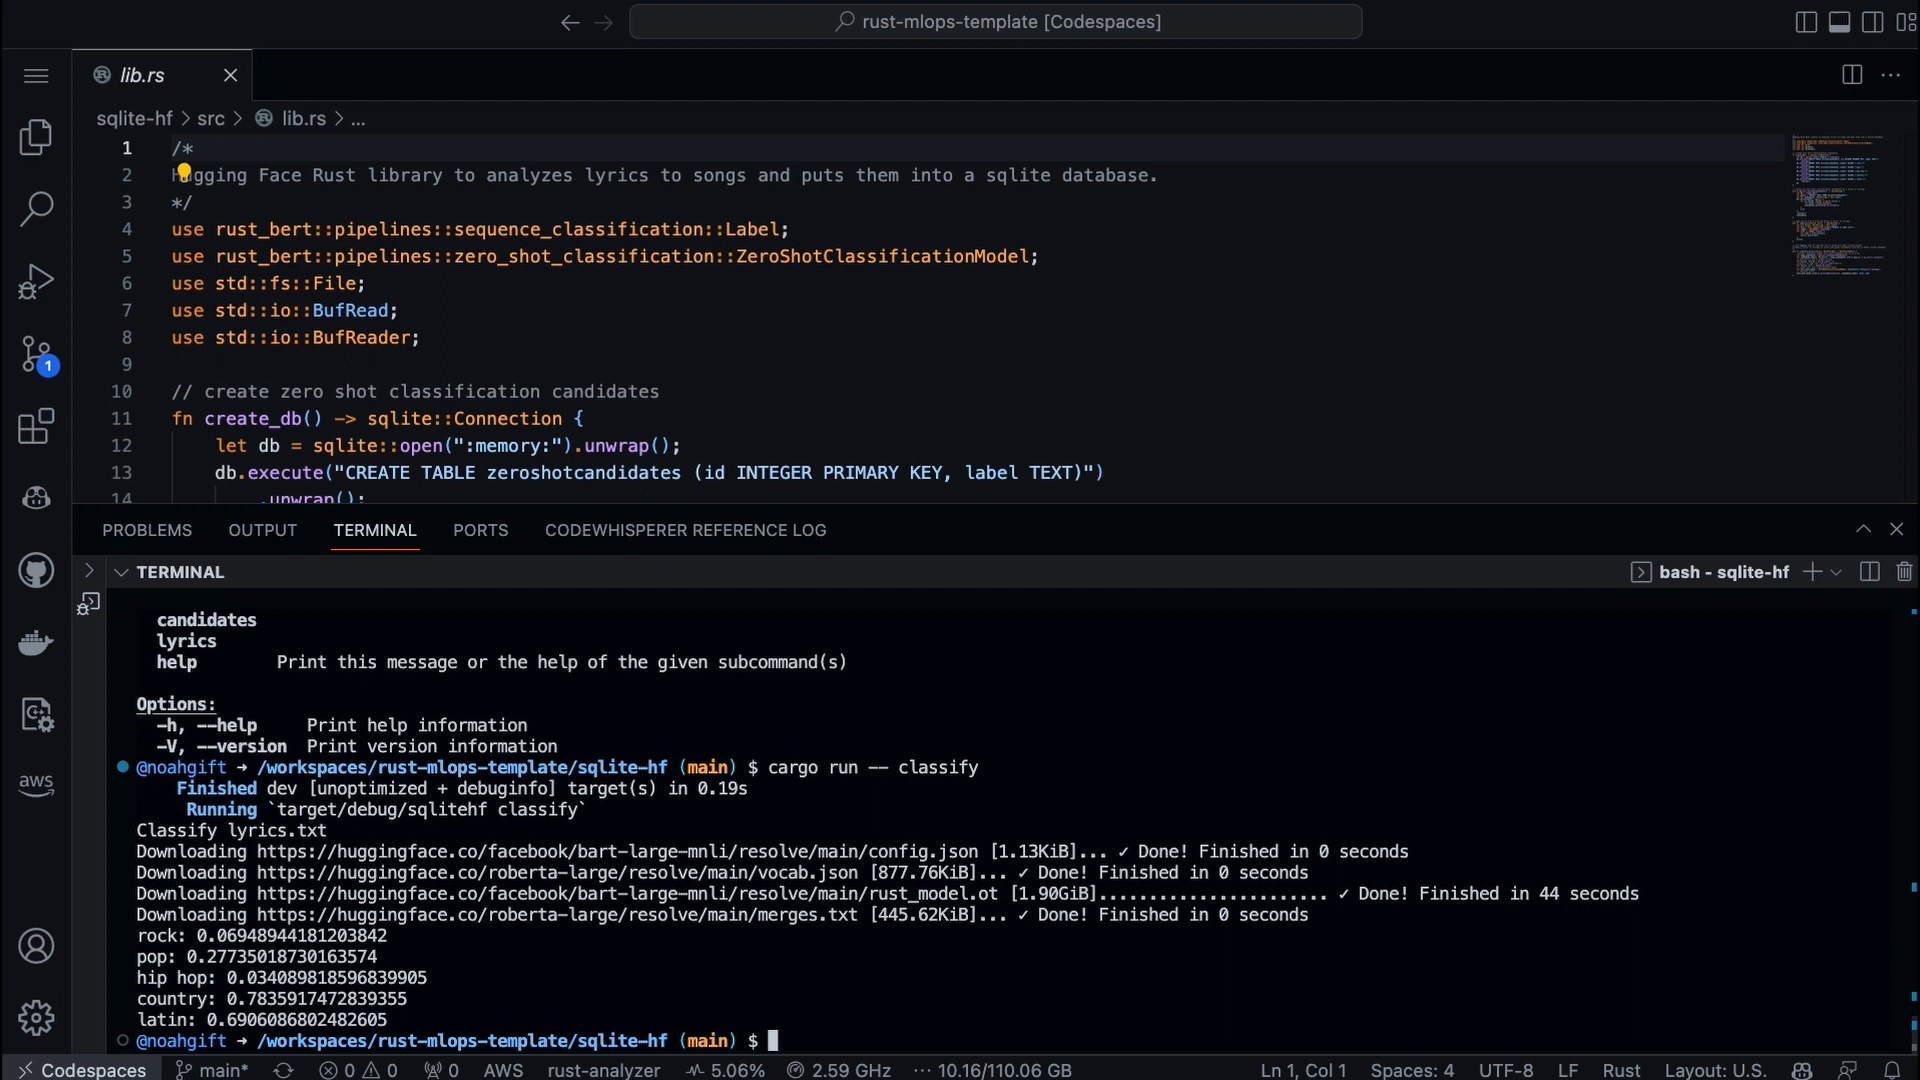 rust-mlops-template [Codespaces]
lib.rs
sqlite-hf > src > lib.rs > ...
1 /*
2 Hugging Face Rust library to analyzes lyrics to songs and puts them into a sqlite database.
3 */
4 use rust_bert::pipelines::sequence_classification::Label;
5 use rust_bert::pipelines::zero_shot_classification::ZeroShotClassificationModel;
6 use std::fs::File;
7 use std::io::BufRead;
8 use std::io::BufReader;
9
10 // create zero shot classification candidates
11 fn create_db() -> sqlite::Connection {
12 let db = sqlite::open(":memory:").unwrap();
13 db.execute("CREATE TABLE zeroshotcandidates (id INTEGER PRIMARY KEY, label TEXT)")
14 .unwrap();
PROBLEMS OUTPUT TERMINAL PORTS CODEWHISPERER REFERENCE LOG
TERMINAL bash - sqlite-hf
candidates
lyrics
help Print this message or the help of the given subcommand(s)
Options:
-h, --help Print help information
-V, --version Print version information
@noahgift ➜ /workspaces/rust-mlops-template/sqlite-hf (main) $ cargo run -- classify
Finished dev [unoptimized + debuginfo] target(s) in 0.19s
Running `target/debug/sqlitehf classify`
Classify lyrics.txt
Downloading https://huggingface.co/facebook/bart-large-mnli/resolve/main/config.json [1.13KiB]... ✓ Done! Finished in 0 seconds
Downloading https://huggingface.co/roberta-large/resolve/main/vocab.json [877.76KiB]... ✓ Done! Finished in 0 seconds
Downloading https://huggingface.co/facebook/bart-large-mnli/resolve/main/rust_model.ot [1.90GiB]....................... ✓ Done! Finished in 44 seconds
Downloading https://huggingface.co/roberta-large/resolve/main/merges.txt [445.62KiB]... ✓ Done! Finished in 0 seconds
rock: 0.06948944181203842
pop: 0.27735018730163574
hip hop: 0.034089818596839905
country: 0.7835917472839355
latin: 0.6906086802482605
@noahgift ➜ /workspaces/rust-mlops-template/sqlite-hf (main) $
1
aws
Codespaces main* 0 0 0 AWS rust-analyzer 5.06% 2.59 GHz ··· 10.16/110.06 GB Ln 1, Col 1 Spaces: 4 UTF-8 LF Rust Layout: U.S.